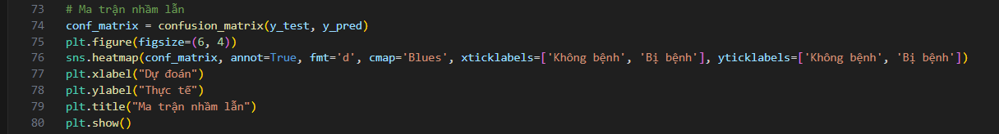 73 # Ma trận nhầm lẫn
74 conf_matrix = confusion_matrix(y_test, y_pred)
75 plt.figure(figsize=(6, 4))
76 sns.heatmap(conf_matrix, annot=True, fmt='d', cmap='Blues', xticklabels=['Không bệnh', 'Bị bệnh'], yticklabels=['Không bệnh', 'Bị bệnh'])
77 plt.xlabel("Dự đoán")
78 plt.ylabel("Thực tế")
79 plt.title("Ma trận nhầm lẫn")
80 plt.show()